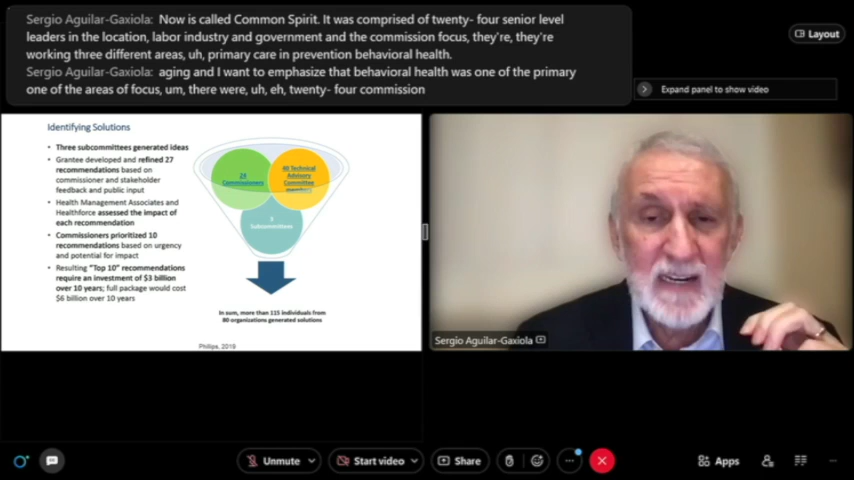 Sergio Aguilar-Gaxiola: Now is called Common Spirit. It was comprised of twenty- four senior level
leaders in the location, labor industry and government and the commission focus, they're, they're
working three different areas, uh, primary care in prevention behavioral health.
Sergio Aguilar-Gaxiola: aging and I want to emphasize that behavioral health was one of the primary
one of the areas of focus, um, there were, uh, eh, twenty- four commission
Layout
Expand panel to show video
Identifying Solutions
• Three subcommittees generated ideas
• Grantee developed and refined 27
recommendations based on
commissioner and stakeholder
feedback and public input
• Health Management Associates and
Healthforce assessed the impact of
each recommendation
• Commissioners prioritized 10
recommendations based on urgency
and potential for impact
• Resulting "Top 10" recommendations
require an investment of $3 billion
over 10 years; full package would cost
$6 billion over 10 years
24
Commissioners
40 Technical
Advisory
Committee
3
Subcommittees
In sum, more than 115 individuals from
80 organizations generated solutions
Phillips, 2019
Sergio Aguilar-Gaxiola
Unmute
Start video
Share
Apps